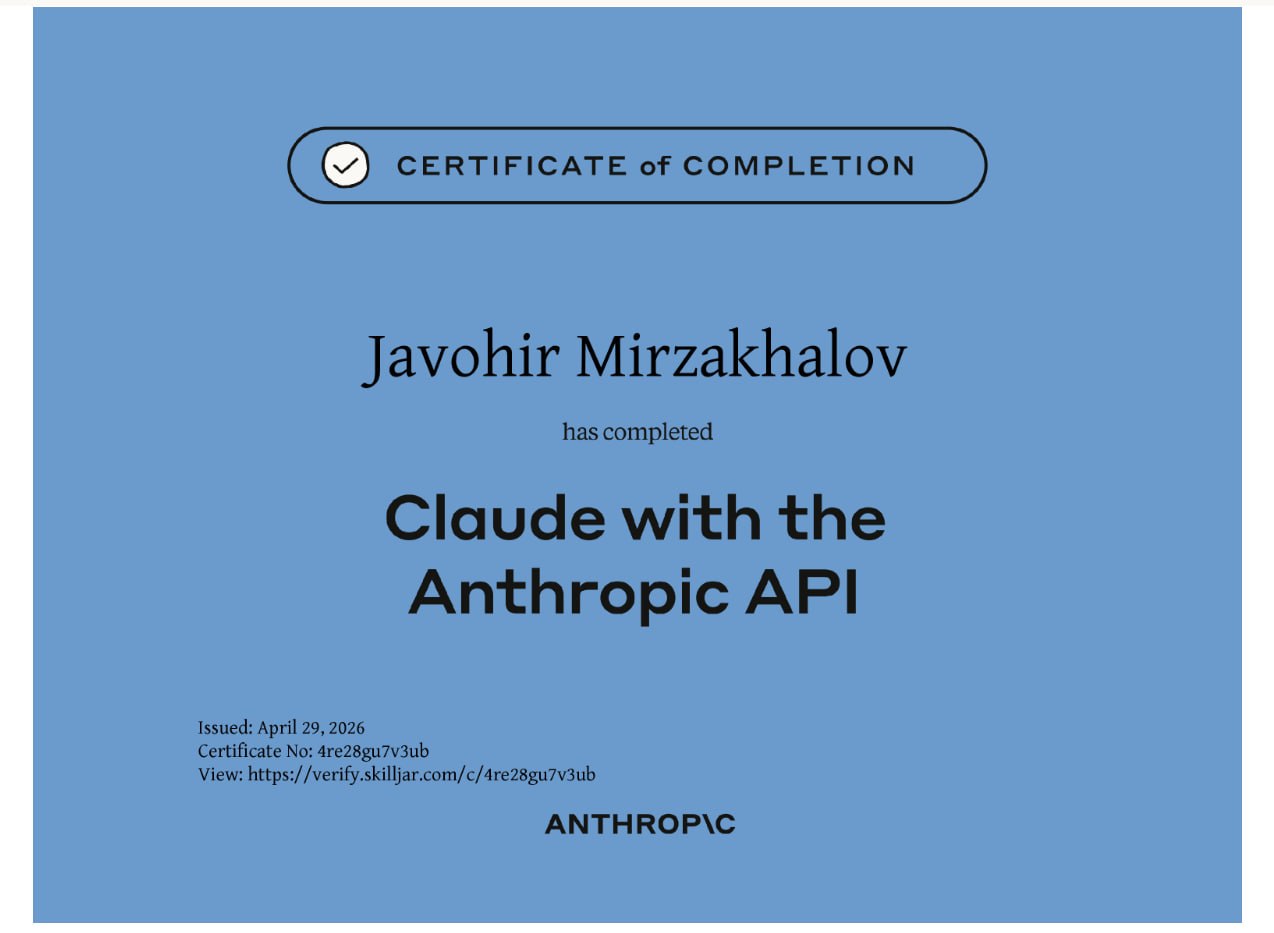 CERTIFICATE of COMPLETION
Javohir Mirzakhalov
has completed
Claude with the
Anthropic API
Issued: April 29, 2026
Certificate No: 4re28gu7v3ub
View: https://verify.skilljar.com/c/4re28gu7v3ub
ANTHROP\C